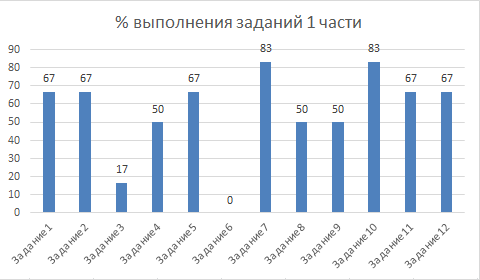 % выполнения заданий 1 части
90
80
70
60
50
40
30
20
10
0
67
67
17
50
67
0
83
50
50
83
67
67
Задание 1
Задание 2
Задание 3
Задание 4
Задание 5
Задание 6
Задание 7
Задание 8
Задание 9
Задание 10
Задание 11
Задание 12